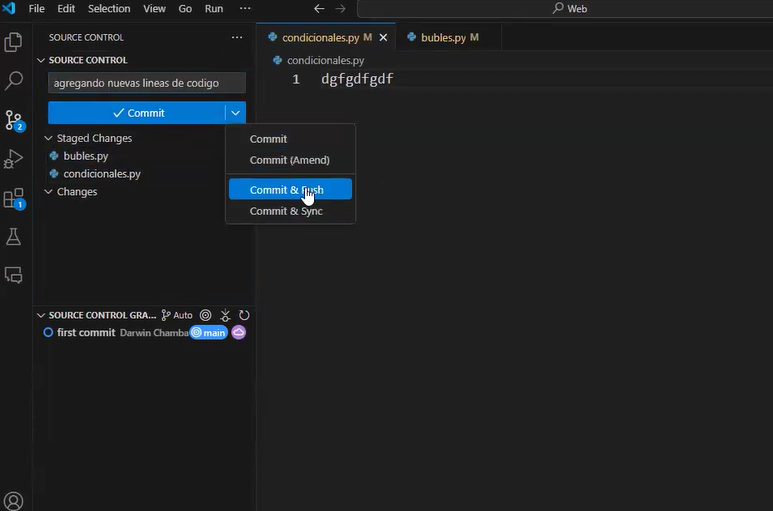 File Edit Selection View Go Run ···
Web
SOURCE CONTROL ···
SOURCE CONTROL
agregando nuevas lineas de codigo
Commit
Staged Changes
bubles.py
condicionales.py
Changes
2
1
Commit
Commit (Amend)
Commit & Push
Commit & Sync
SOURCE CONTROL GRA... Auto
first commit Darwin Chamba main
condicionales.py M
bubles.py M
condicionales.py
1 dgfgdfgdf